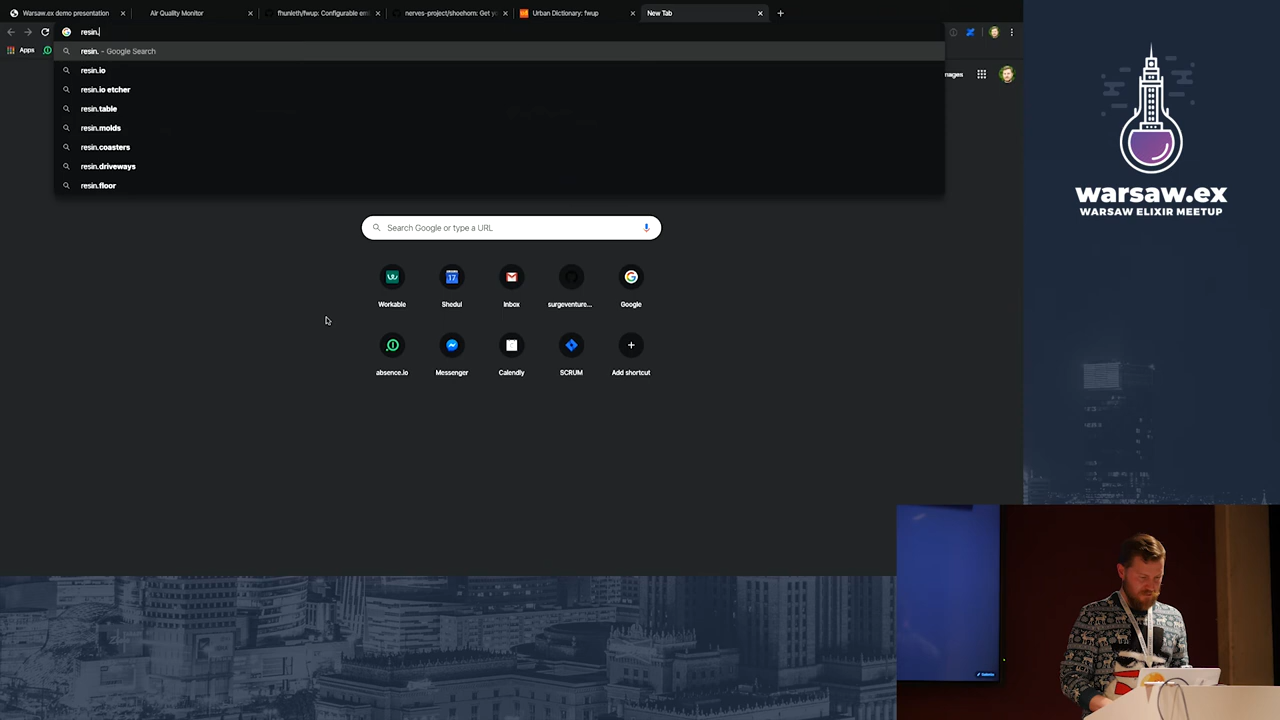 Warsaw.ex demo presentation
Air Quality Monitor
fhunleth/fwup: Configurable em
nerves-project/shoehorn: Get yo
Urban Dictionary: fwup
New Tab
resin.
Apps
resin. - Google Search
resin.io
resin.io etcher
resin.table
resin.molds
resin.coasters
resin.driveways
resin.floor
mages
Search Google or type a URL
Workable
Shedul
Inbox
surgeventure...
Google
absence.io
Messenger
Calendly
SCRUM
Add shortcut
17
warsaw.ex
WARSAW ELIXIR MEETUP